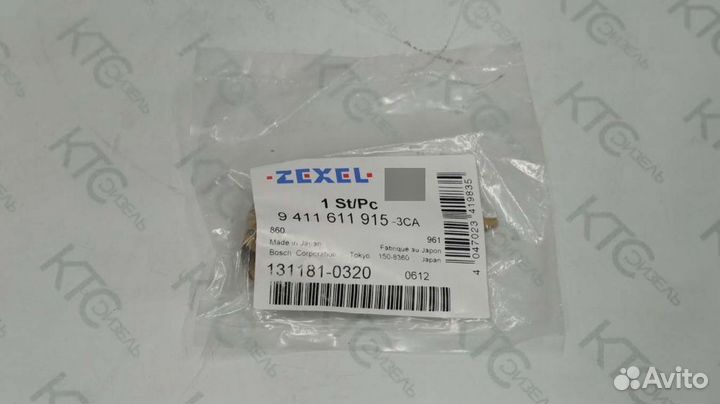 -ZEXEL-
1 St/Pc
9 411 611 915 -3CA
860
961
Made in Japan
Fabriqué au Japon
Bosch Corporation Tokyo 150-8360 Japan
131181-0320
0612
4 047023 419835
КТС Дизель
Avito